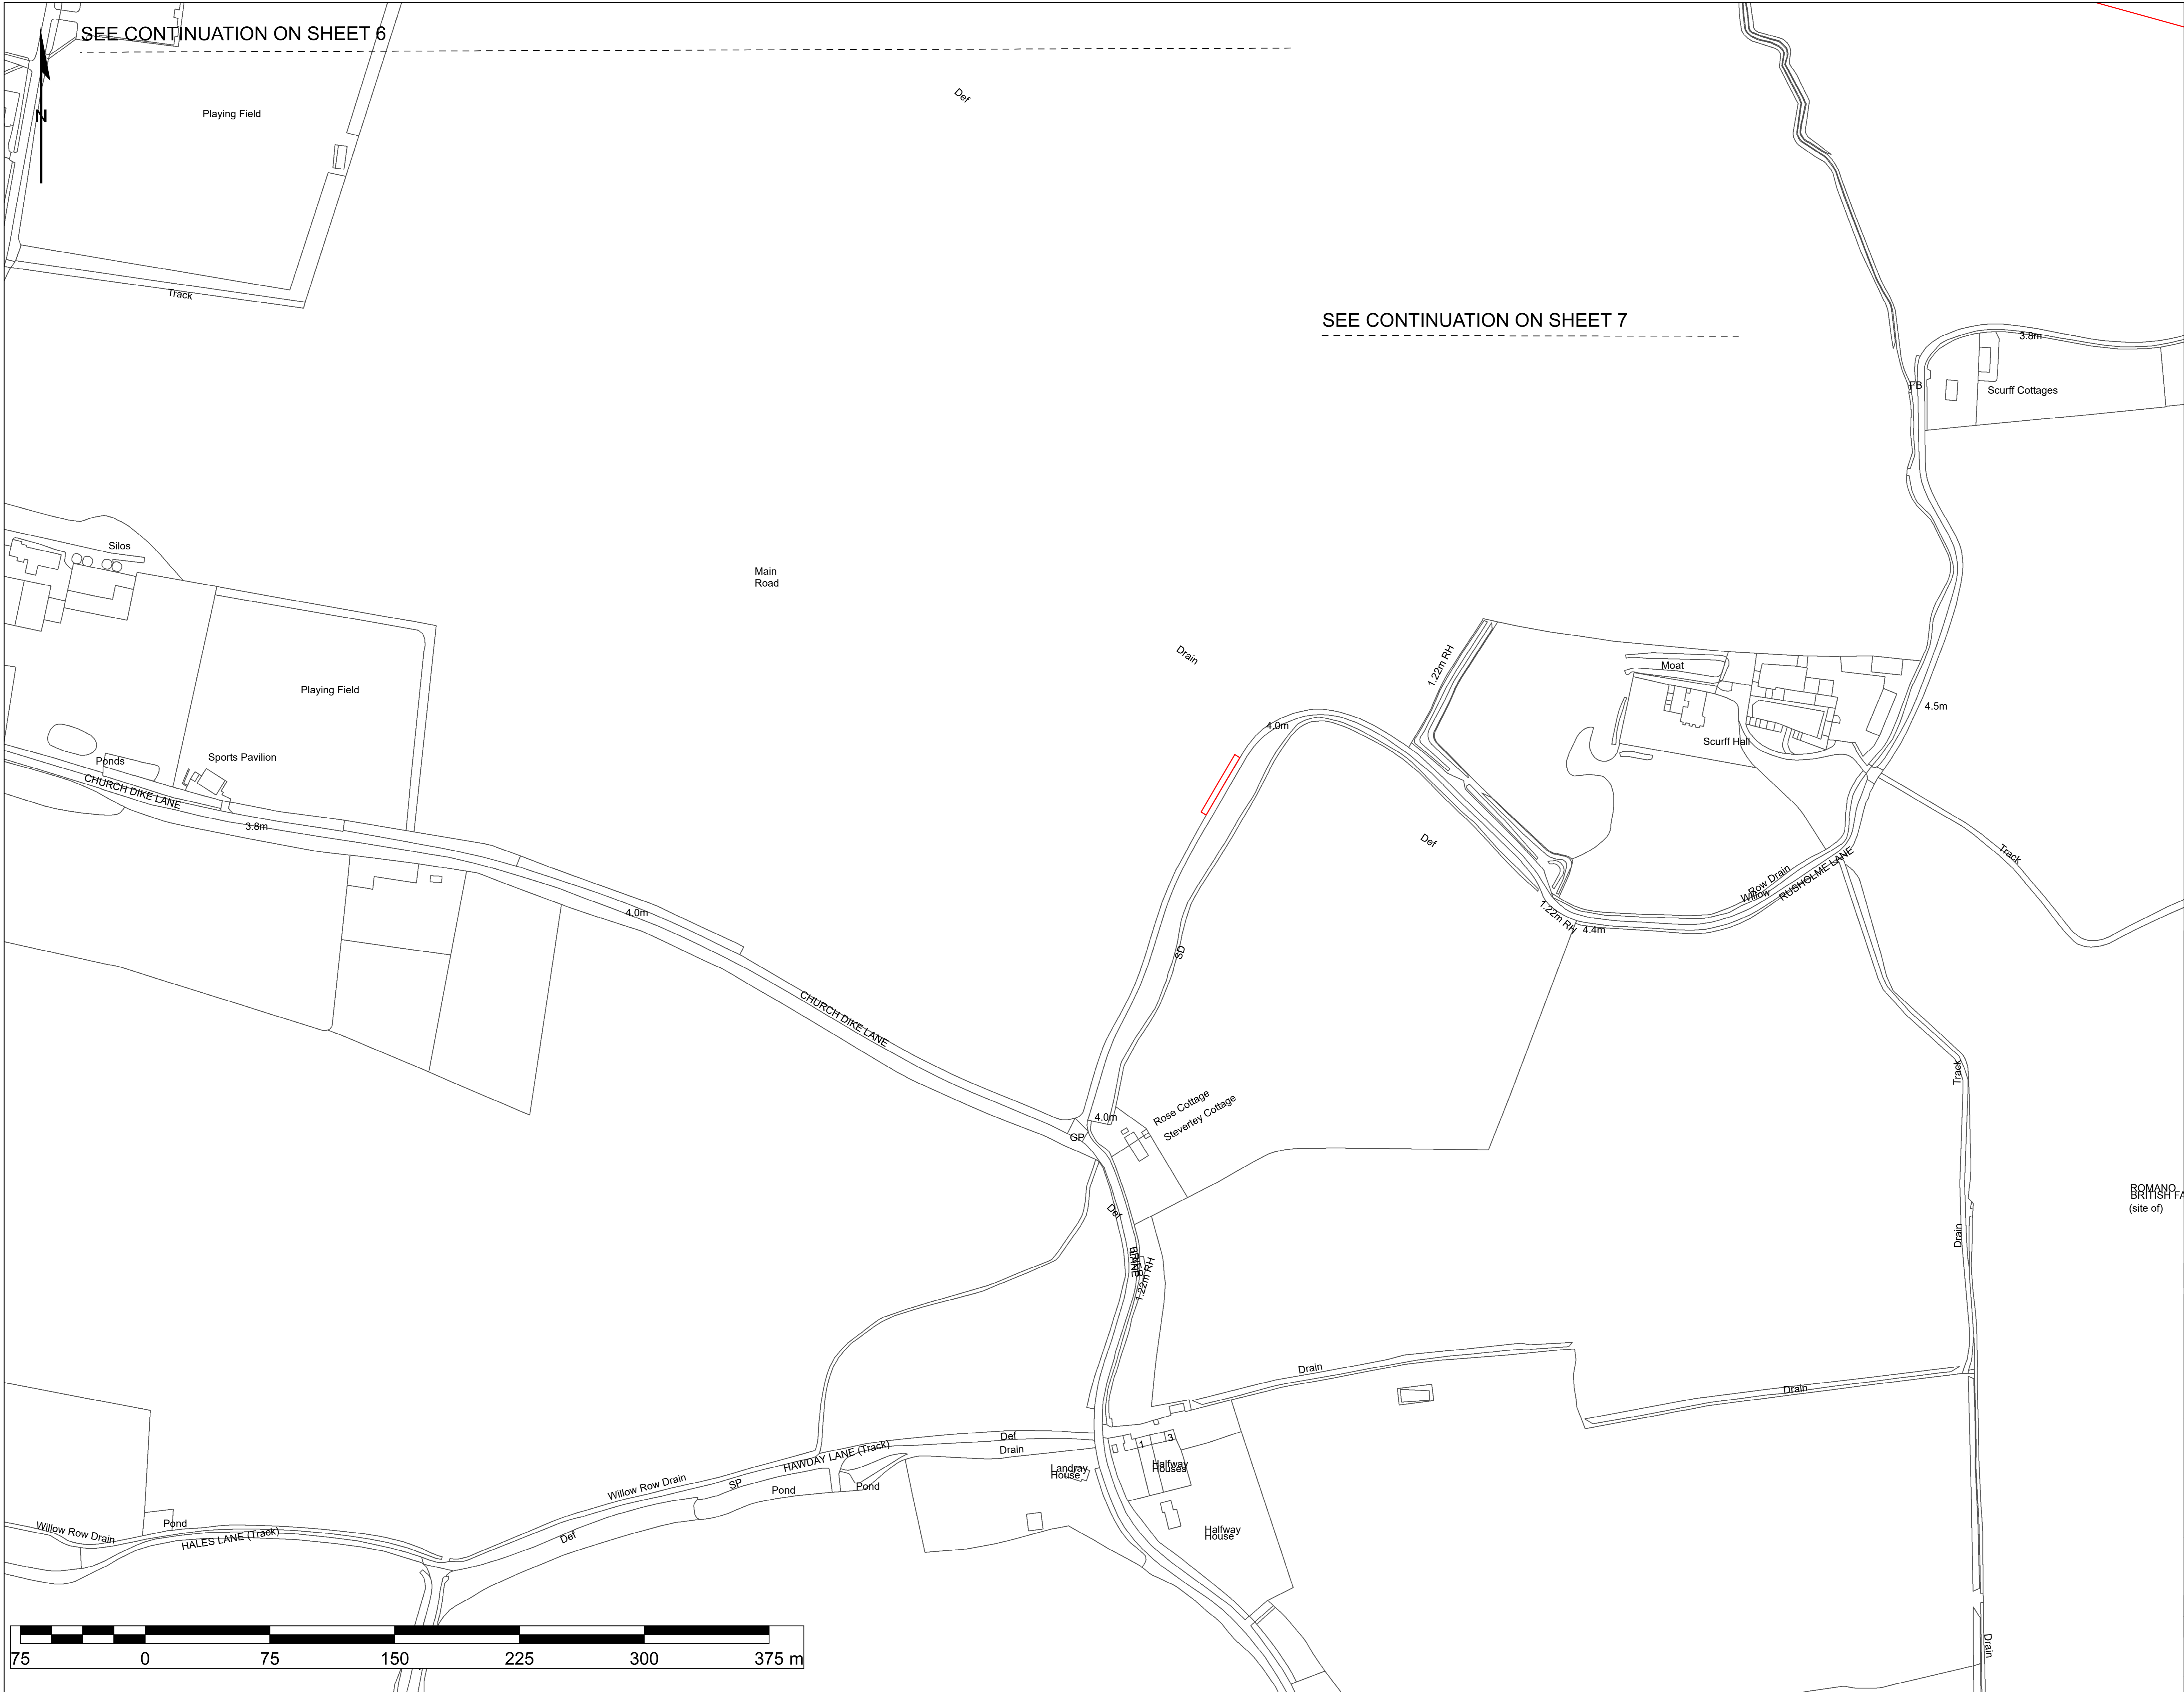 SEE CONTINUATION ON SHEET 6
Def
Playing Field
N
Track
SEE CONTINUATION ON SHEET 7
3.8m
FB
Scurff Cottages
Silos
Main
Road
Drain
1.22m RH
Moat
Playing Field
4.5m
4.0m
Scurff Hall
Sports Pavilion
Ponds
CHURCH DIKE LANE
3.8m
Def
Track
Row Drain
Willow
RUSHOLME LANE
4.0m
1.22m RH
4.4m
SD
CHURCH DIKE LANE
Track
Rose Cottage
Stevertey Cottage
4.0m
GP
ROMANO
BRITISH FA
(site of)
Def
Drain
LANE
1.22m RH
Drain
Drain
Def
Drain
HAWDAY LANE (Track)
1
3
Halfway
Houses
Landray
House
Willow Row Drain
SP
Pond
Pond
Pond
Willow Row Drain
HALES LANE (Track)
Def
Halfway
House
Drain
75
0
75
150
225
300
375 m